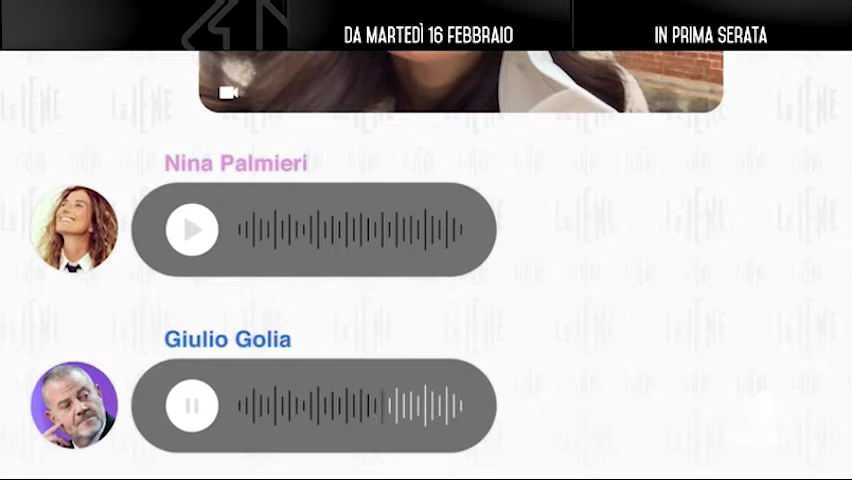 DA MARTEDÌ 16 FEBBRAIO
IN PRIMA SERATA
Nina Palmieri
Giulio Golia